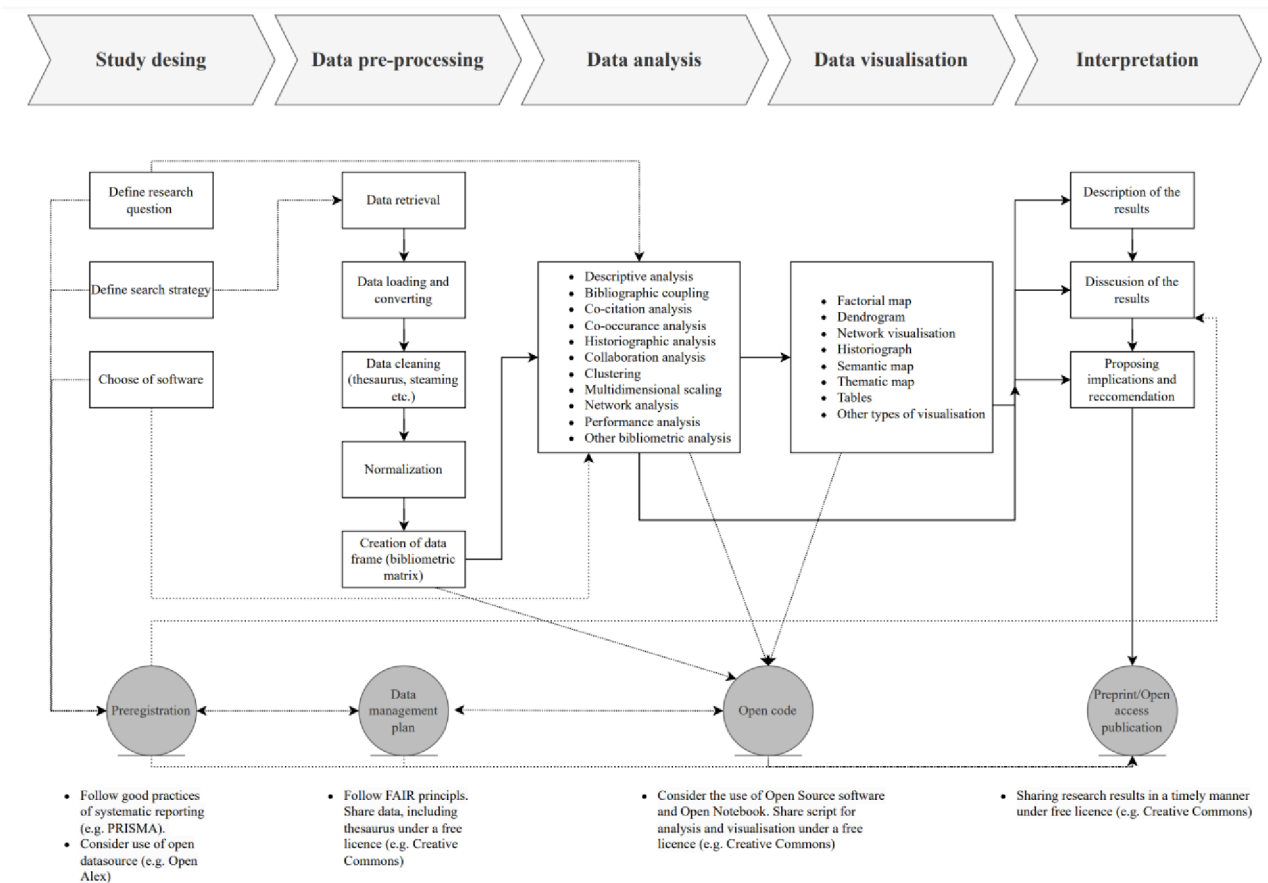 Study desing
Data pre-processing
Data analysis
Data visualisation
Interpretation
Define research
question
Define search strategy
Choose of software
Data retrieval
Data loading and
converting
Data cleaning
(thesaurus, steaming
etc.)
Normalization
Creation of data
frame (bibliometric
matrix)
• Descriptive analysis
• Bibliographic coupling
• Co-citation analysis
• Co-occurance analysis
• Historiographic analysis
• Collaboration analysis
• Clustering
• Multidimensional scaling
• Network analysis
• Performance analysis
• Other bibliometric analysis
• Factorial map
• Dendrogram
• Network visualisation
• Historiograph
• Semantic map
• Thematic map
• Tables
• Other types of visualisation
Description of the
results
Disscusion of the
results
Proposing
implications and
reccomendation
Preregistration
Data
management
plan
Open code
Preprint/Open
access
publication
• Follow good practices
of systematic reporting
(e.g. PRISMA).
• Consider use of open
datasource (e.g. Open
Alex)
• Follow FAIR principls.
Share data, including
thesaurus under a free
licence (e.g. Creative
Commons)
• Consider the use of Open Source software
and Open Notebook. Share script for
analysis and visualisation under a free
licence (e.g. Creative Commons)
• Sharing research results in a timely manner
under free licence (e.g. Creative Commons)